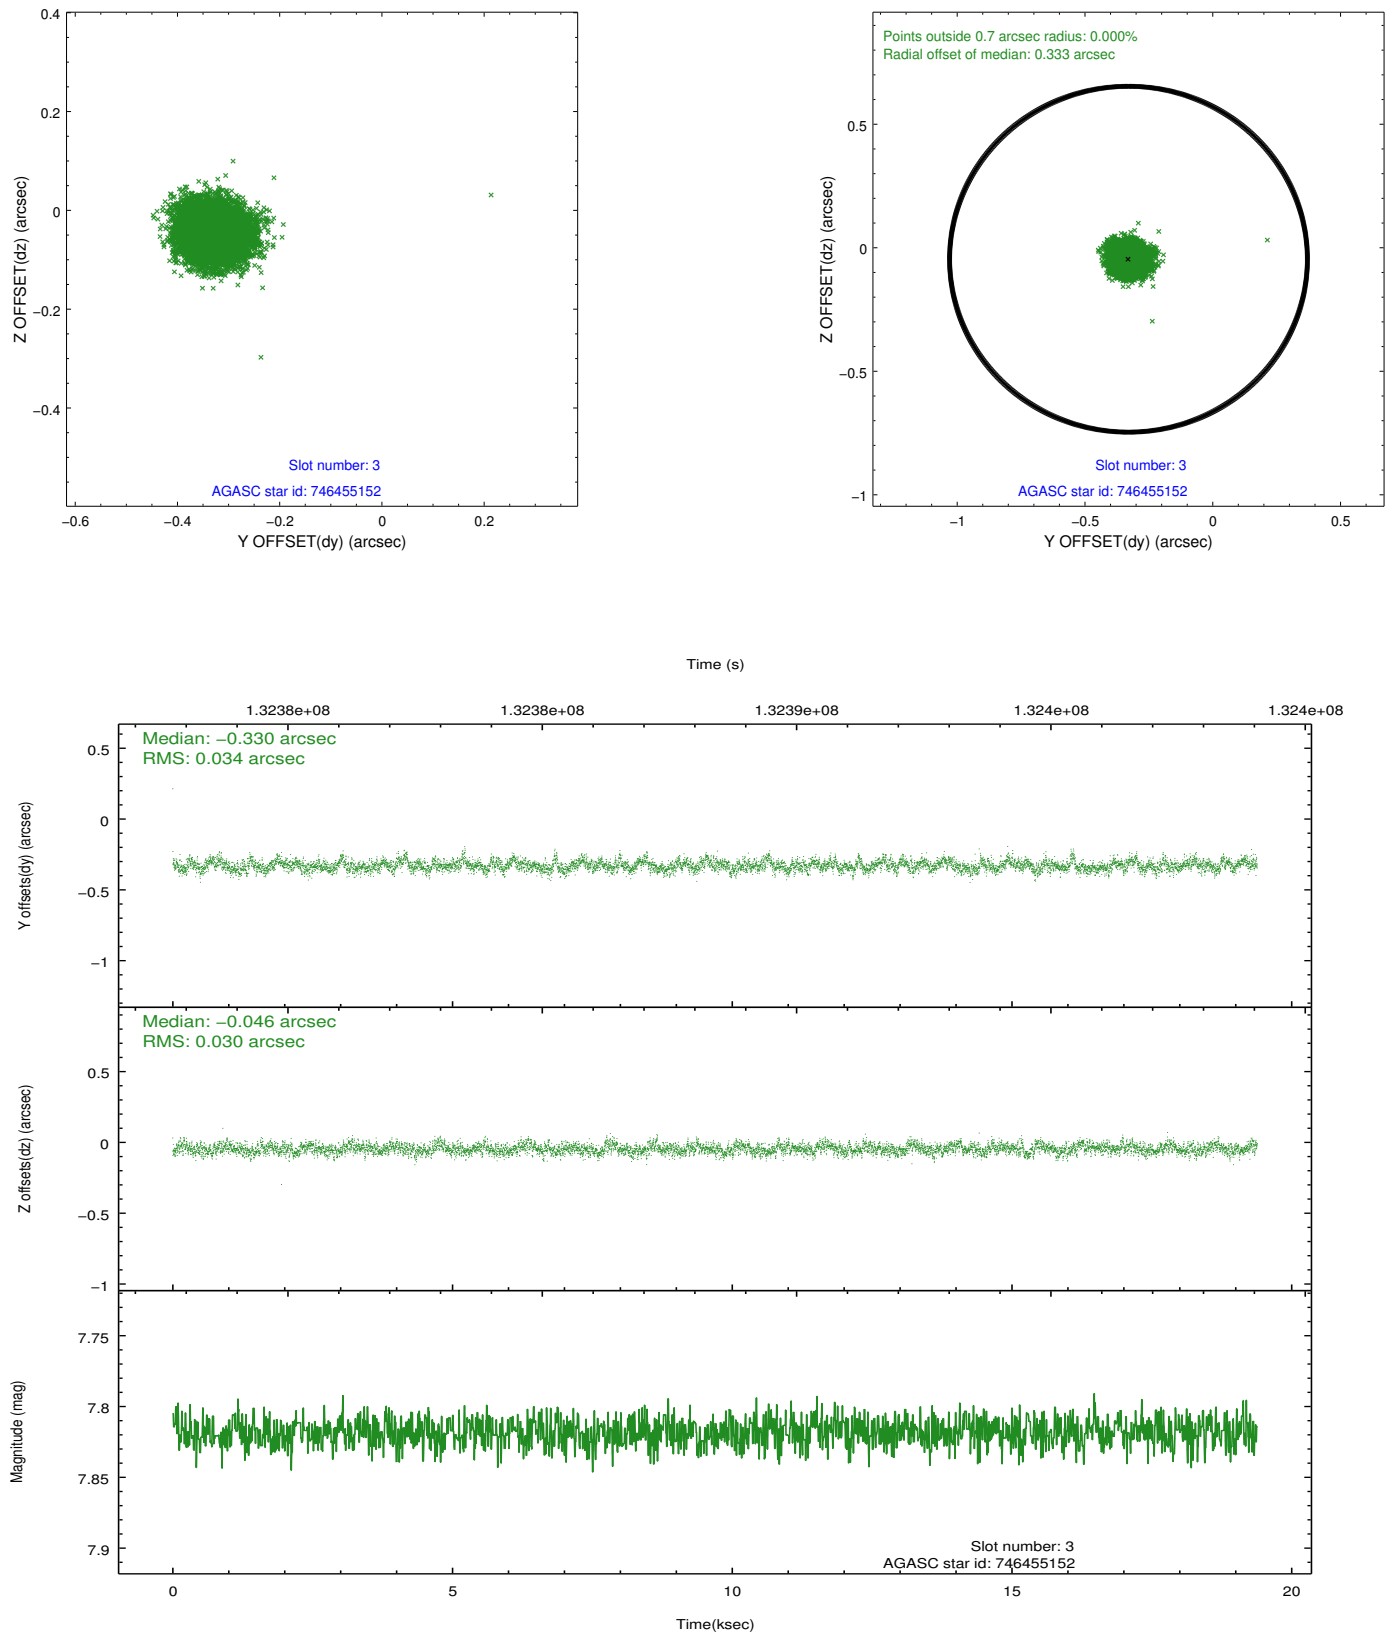 0.4
0.2
0
−0.2
−0.4
Z OFFSET(dz) (arcsec)
Slot number: 3
AGASC star id: 746455152
−0.6
−0.4
−0.2
0
0.2
Y OFFSET(dy) (arcsec)
Points outside 0.7 arcsec radius: 0.000%
Radial offset of median: 0.333 arcsec
0.5
0
−0.5
−1
Z OFFSET(dz) (arcsec)
Slot number: 3
AGASC star id: 746455152
−1
−0.5
0
0.5
Y OFFSET(dy) (arcsec)
Time (s)
1.3238e+08
1.3238e+08
1.3239e+08
1.324e+08
1.324e+08
Median: −0.330 arcsec
RMS: 0.034 arcsec
0.5
0
−0.5
−1
Y offsets(dy) (arcsec)
Median: −0.046 arcsec
RMS: 0.030 arcsec
0.5
0
−0.5
−1
Z offsets(dz) (arcsec)
7.75
7.8
7.85
7.9
Magnitude (mag)
Slot number: 3
AGASC star id: 746455152
0
5
10
15
20
Time(ksec)